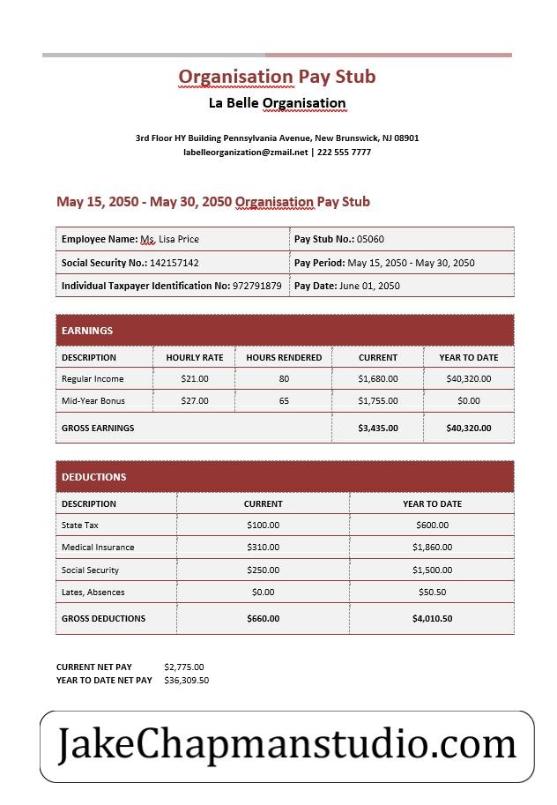 Organisation Pay Stub
La Belle Organisation
3rd Floor HY Building Pennsylvania Avenue, New Brunswick, NJ 08901
labelleorganization@zmail.net | 222 555 7777
May 15, 2050 - May 30, 2050 Organisation Pay Stub
Employee Name: Ms. Lisa Price Pay Stub No.: 05060
Social Security No.: 142157142 Pay Period: May 15, 2050 - May 30, 2050
Individual Taxpayer Identification No: 972791879 Pay Date: June 01, 2050
EARNINGS
DESCRIPTION HOURLY RATE HOURS RENDERED CURRENT YEAR TO DATE
Regular Income $21.00 80 $1,680.00 $40,320.00
Mid-Year Bonus $27.00 65 $1,755.00 $0.00
GROSS EARNINGS $3,435.00 $40,320.00
DEDUCTIONS
DESCRIPTION CURRENT YEAR TO DATE
State Tax $100.00 $600.00
Medical Insurance $310.00 $1,860.00
Social Security $250.00 $1,500.00
Lates, Absences $0.00 $50.50
GROSS DEDUCTIONS $660.00 $4,010.50
CURRENT NET PAY $2,775.00
YEAR TO DATE NET PAY $36,309.50
JakeChapmanstudio.com